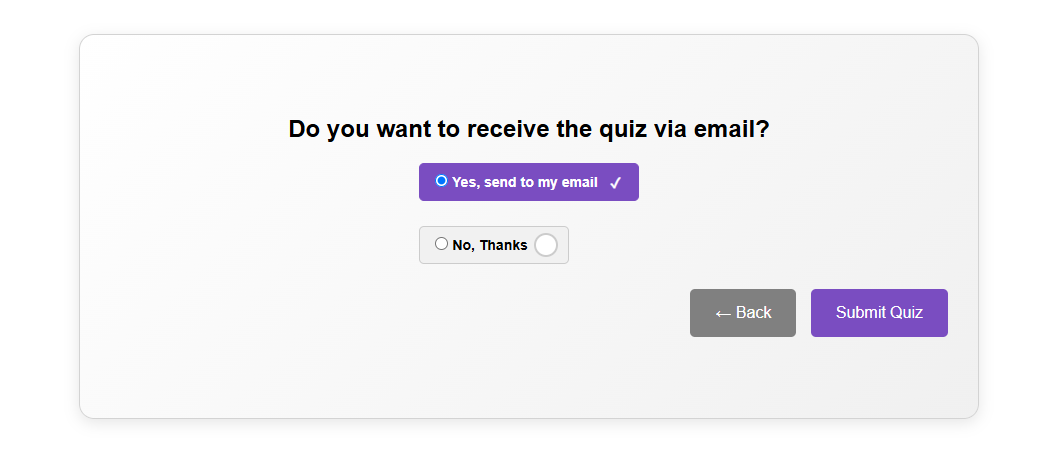 Do you want to receive the quiz via email?
Yes, send to my email ✓
No, Thanks
← Back
Submit Quiz